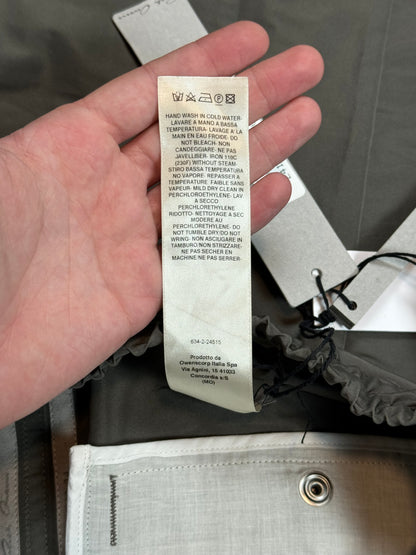 Rick Owens
HAND WASH IN COLD WATER-
LAVARE A MANO A BASSA
TEMPERATURA- LAVAGE A' LA
MAIN EN EAU FROIDE- DO
NOT BLEACH- NON
CANDEGGIARE- NE PAS
JAVELLISER- IRON 110C
(230F) WITHOUT STEAM-
STIRO BASSA TEMPERATURA
NO VAPORE- REPASSER A
TEMPERATURE FAIBLE SANS
VAPEUR- MILD DRY CLEAN IN
PERCHLOROETHYLENE- LAV.
A SECCO
PERCHLORETHYLENE
RIDOTTO- NETTOYAGE A SEC
MODERE AU
PERCHLORETHYLENE- DO
NOT TUMBLE DRY/DO NOT
WRING- NON ASCIUGARE IN
TAMBURO/NON STRIZZARE-
NE PAS SECHER EN
MACHINE/NE PAS SERRER-
634-2-24515
Prodotto da
Owenscorp Italia Spa
Via Agnini, 15 41033
Concordia s/S
(MO)